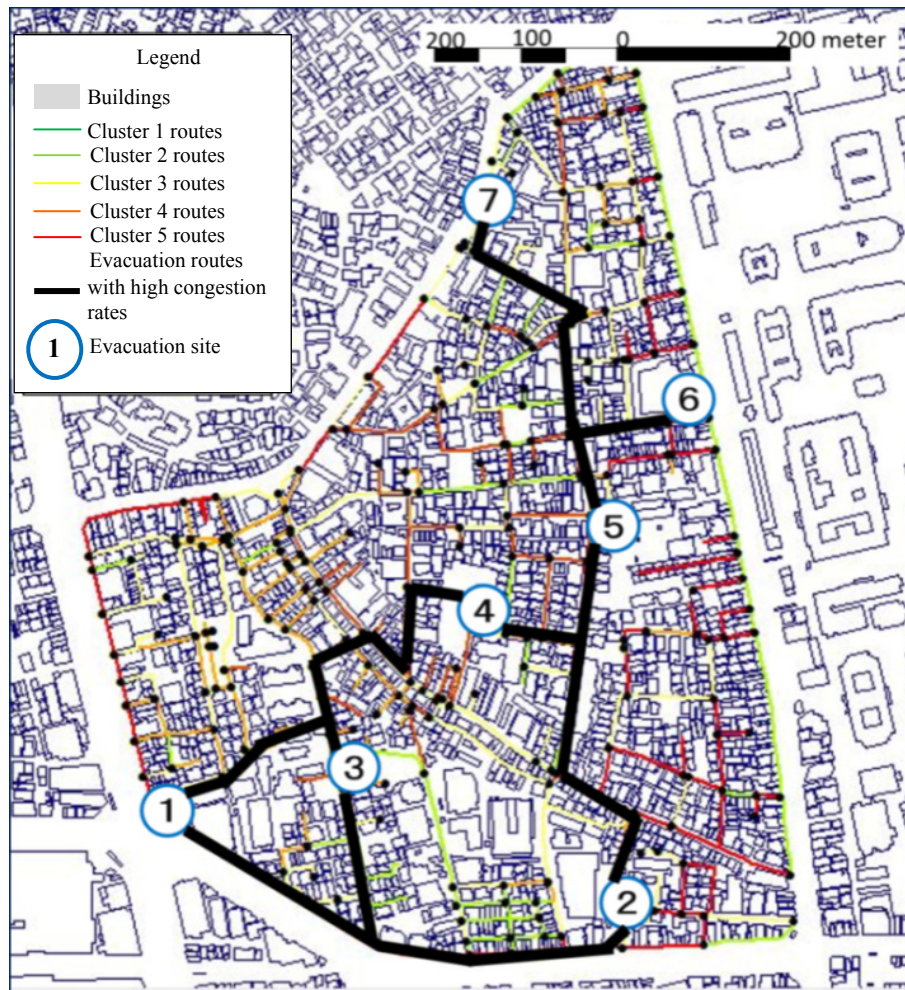 Legend
Buildings
Cluster 1 routes
Cluster 2 routes
Cluster 3 routes
Cluster 4 routes
Cluster 5 routes
Evacuation routes
with high congestion
rates
1 Evacuation site
200 100 0 200 meter
7
6
5
4
3
1
2